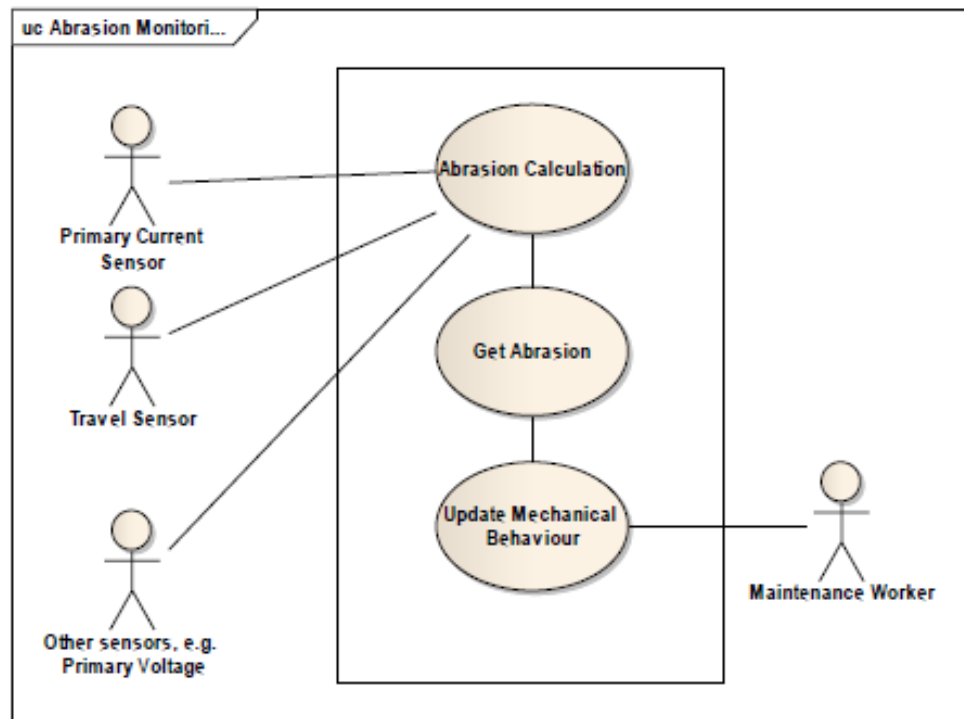 uc Abrasion Monitori...
Abrasion Calculation
Primary Current
Sensor
Get Abrasion
Travel Sensor
Update Mechanical
Behaviour
Maintenance Worker
Other sensors, e.g.
Primary Voltage